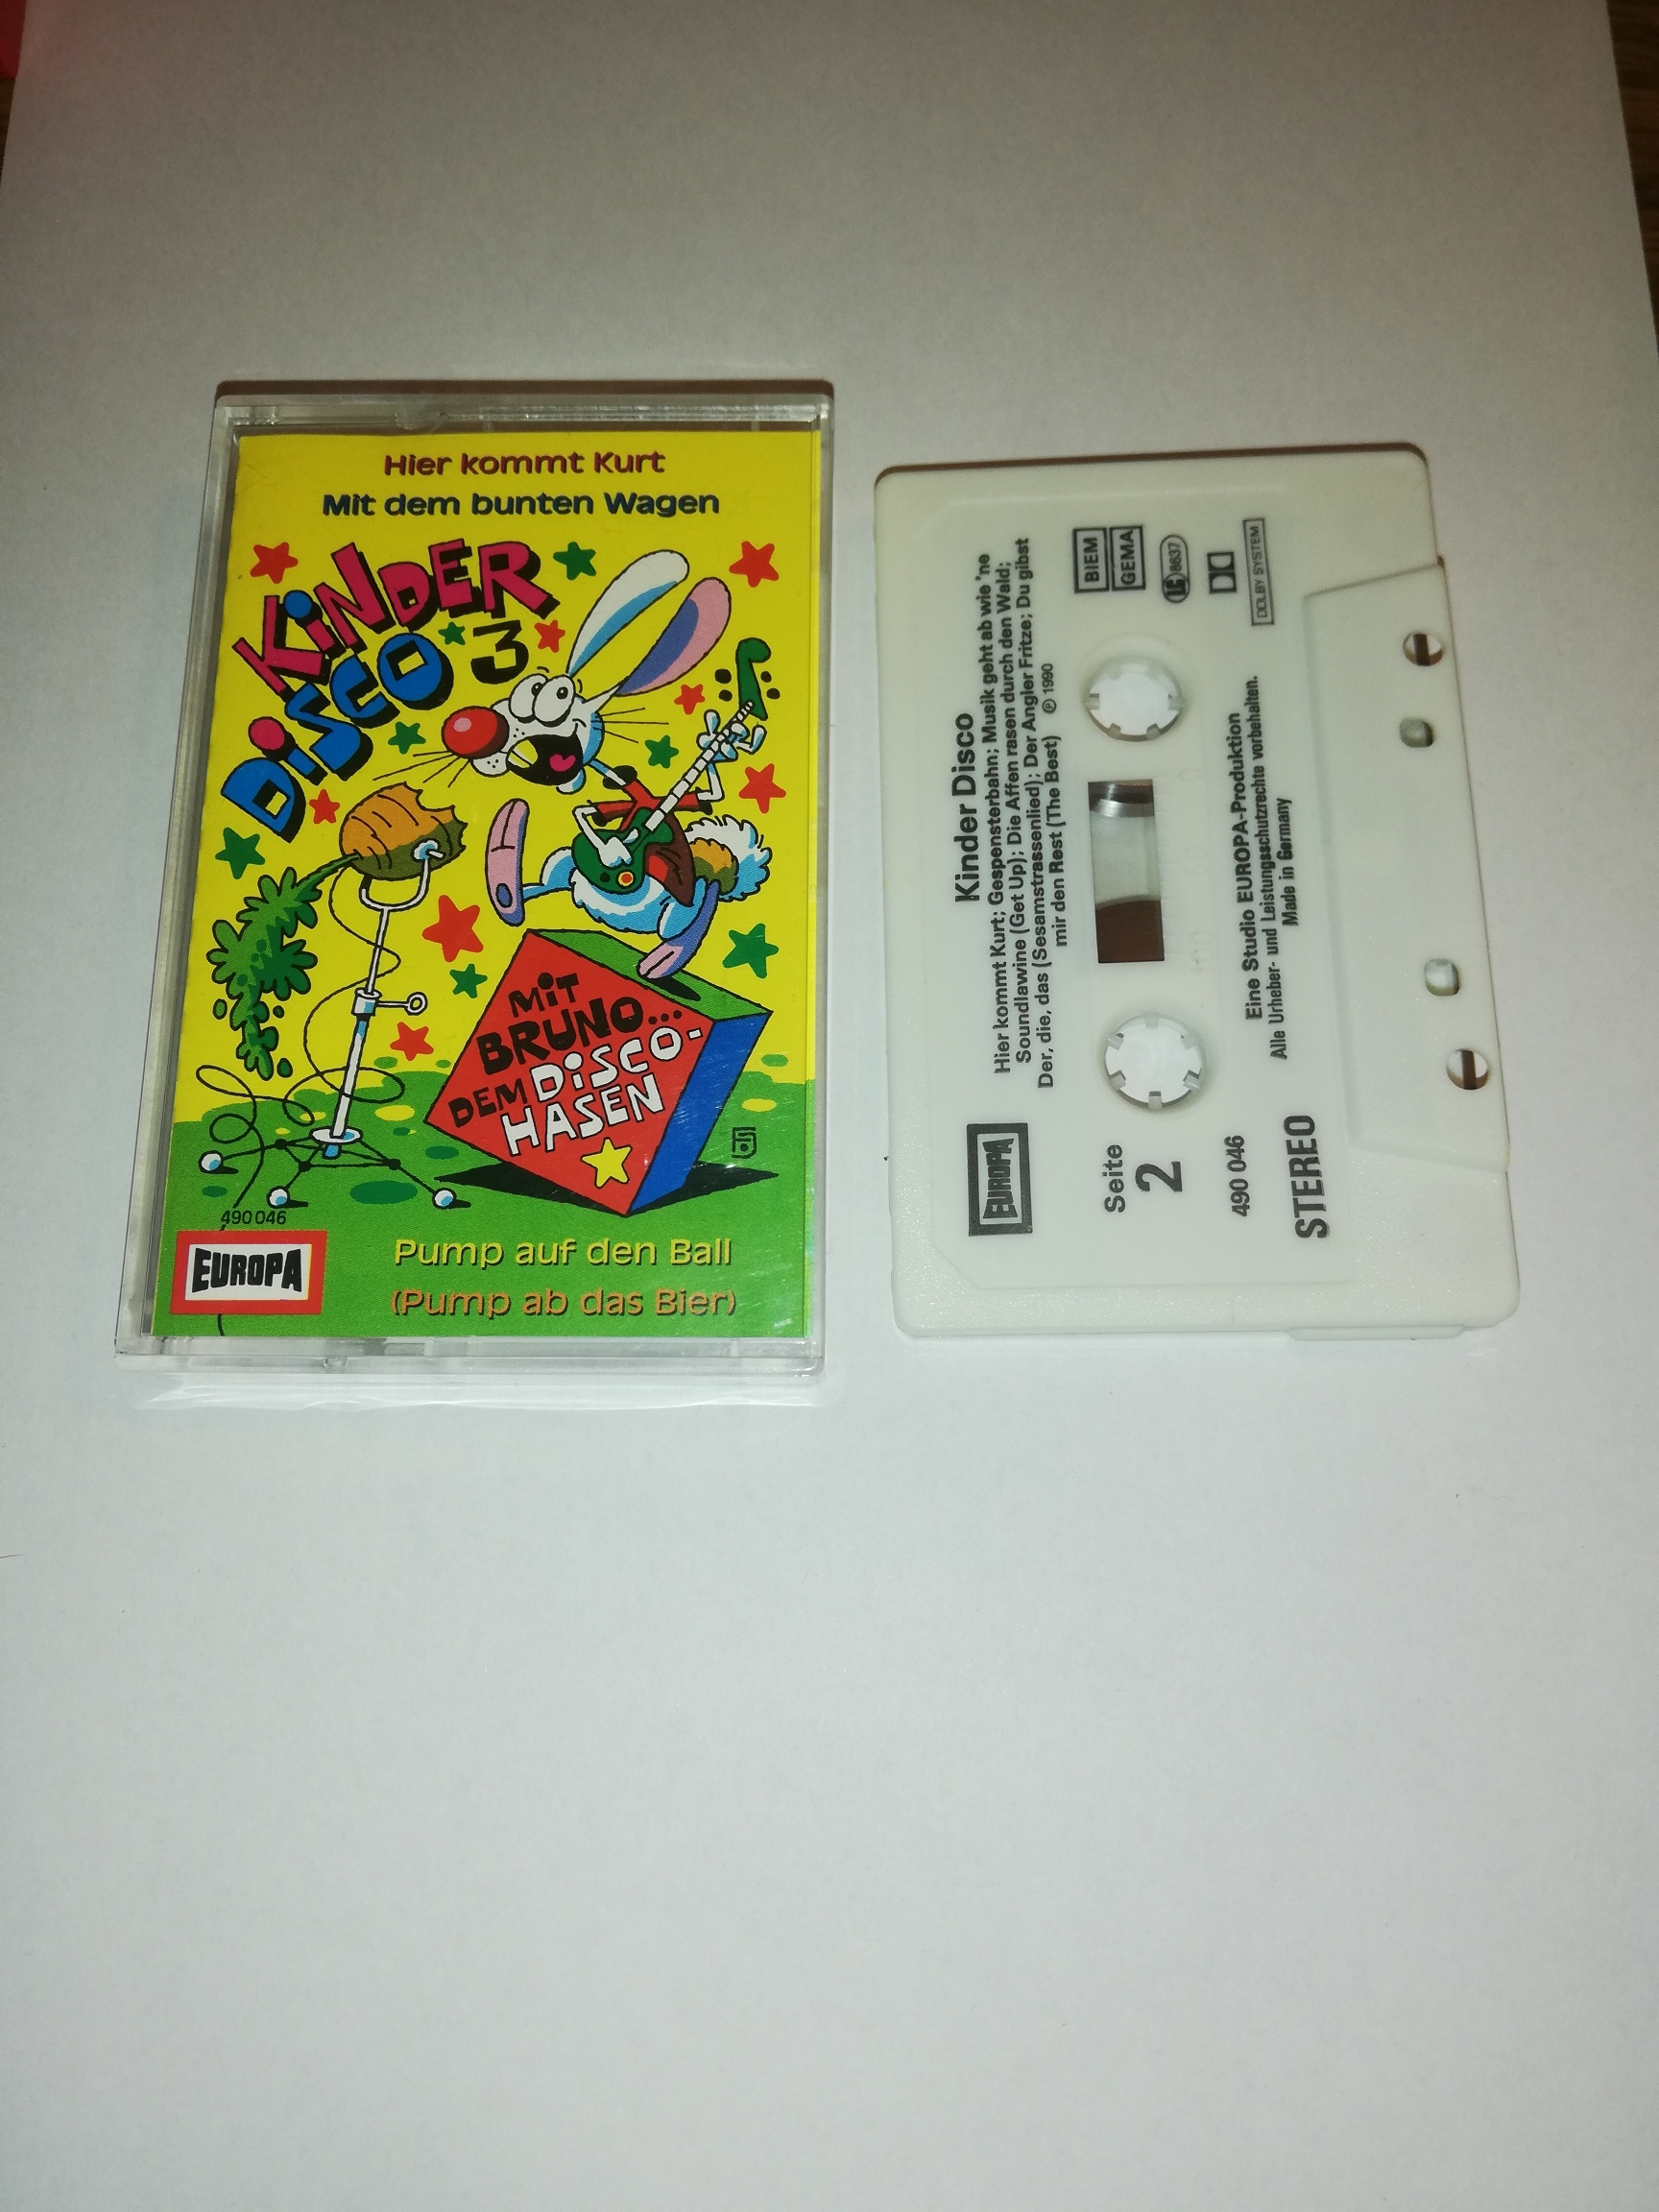 Hier kommt Kurt
Mit dem bunten Wagen
KiNDER
DiSCO 3
MiT
BRUNO...
DEM DiSCO-
HASEN
490 046
EUROPA
Pump auf den Ball
(Pump ab das Bier)
Kinder Disco
Hier kommt Kurt; Gespensterbahn; Musik geht ab wie 'ne
Soundlawine (Get Up); Die Affen rasen durch den Wald;
Der, die, das (Sesamstrassenlied); Der Angler Fritze; Du gibst
mir den Rest (The Best) ℗ 1990
EUROPA
BIEM
GEMA
LC 8637
DOLBY SYSTEM
Seite
2
490 046
STEREO
Eine Studio EUROPA-Produktion
Alle Urheber- und Leistungsschutzrechte vorbehalten.
Made in Germany